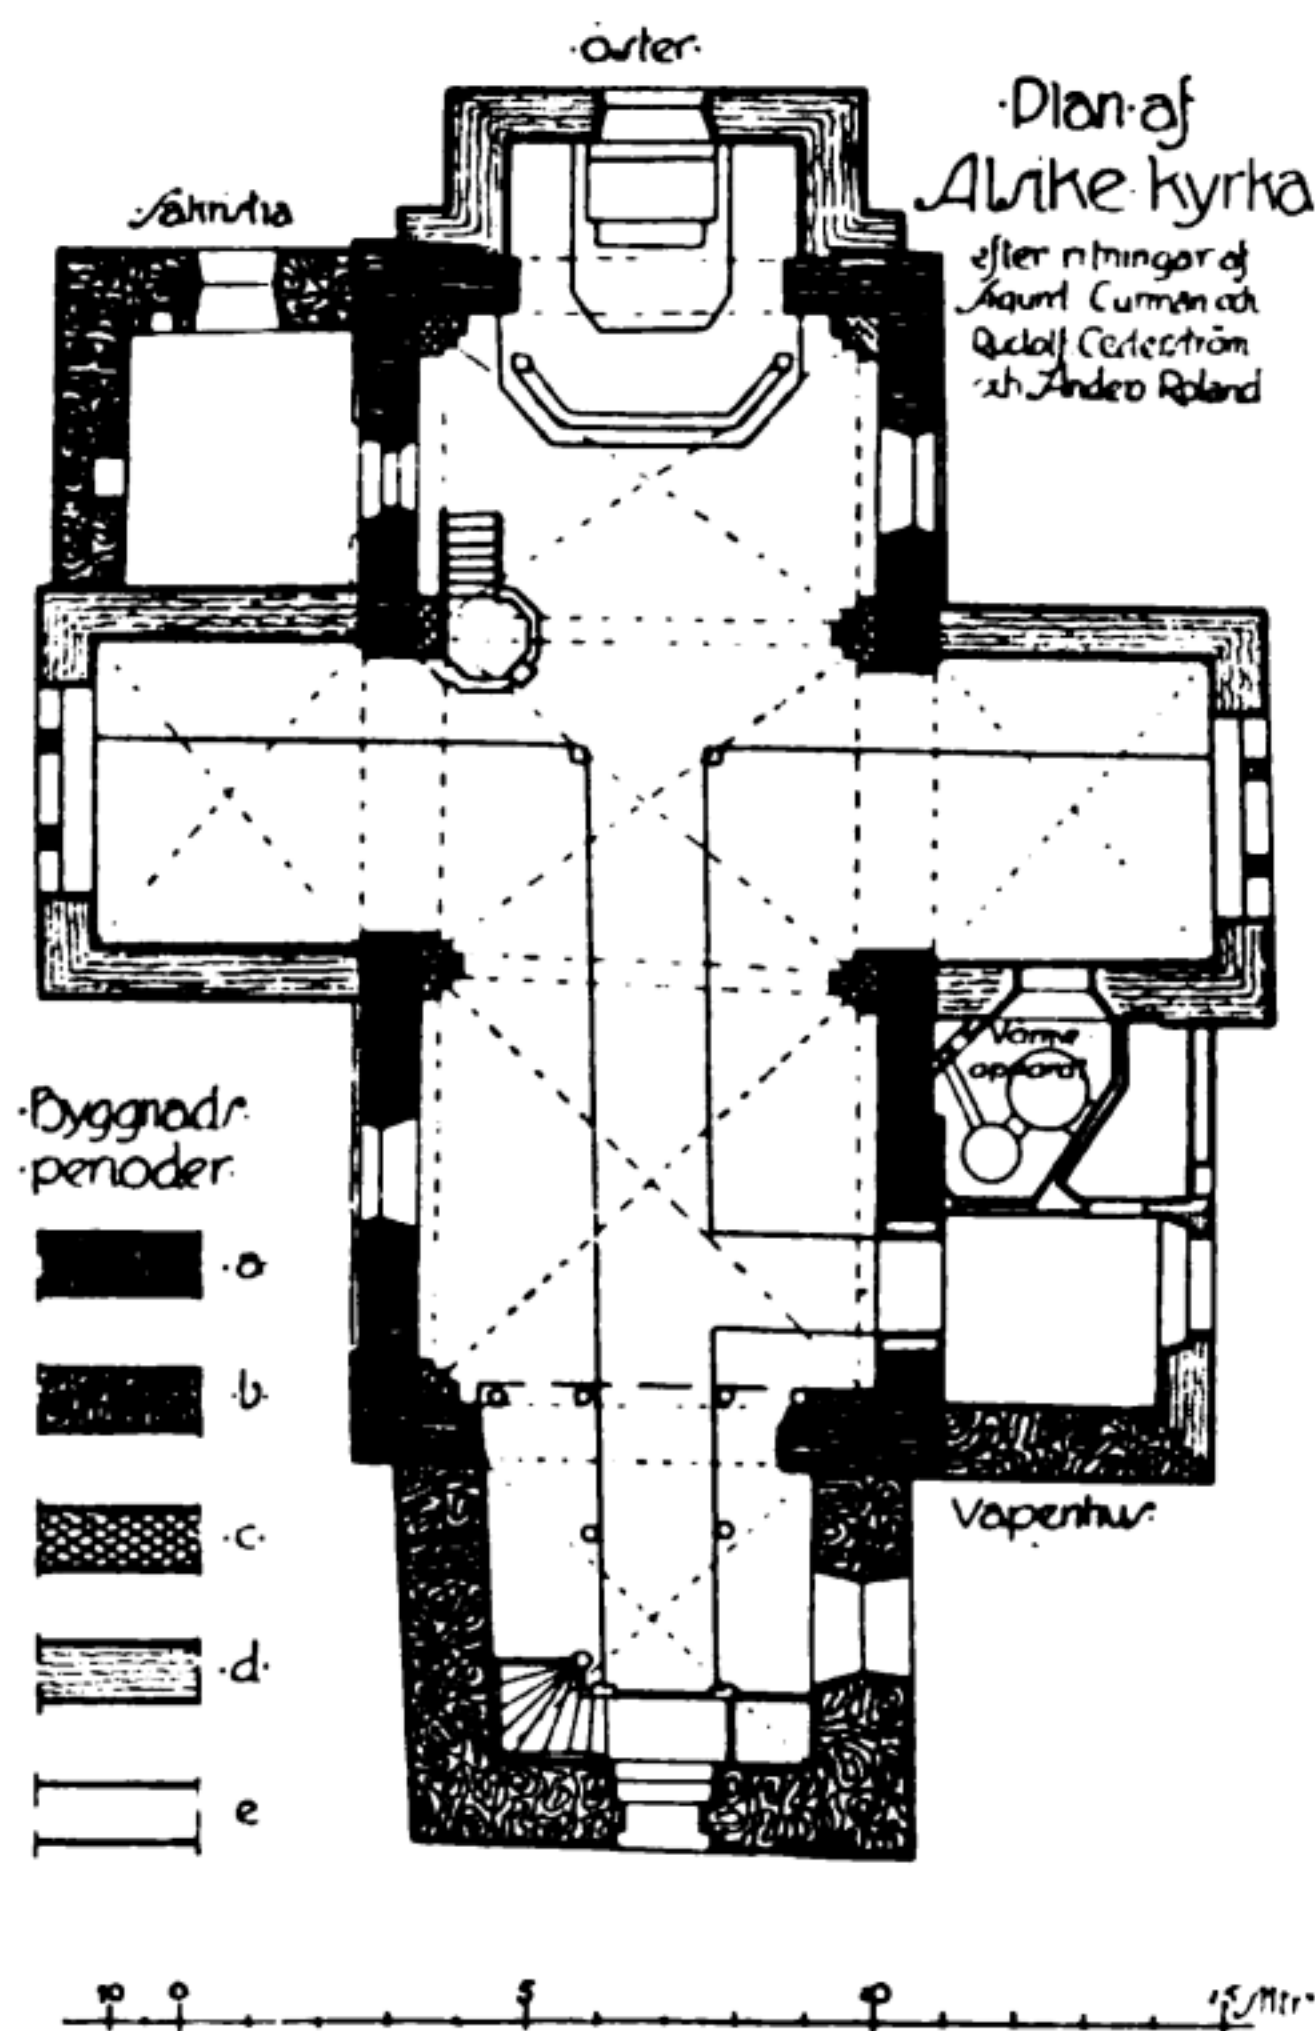 ·öster·
·Plan·af
Alsike·kyrka
efter ritningar af
Sigurd Curman och
Rudolf Cederström
och Anders Roland
·Sakristia
Värme
apparat
·Byggnads·
·perioder·
·a·
·b·
·c·
·d·
e
Vapenhus·
10 0 5 10 15 Mtr·